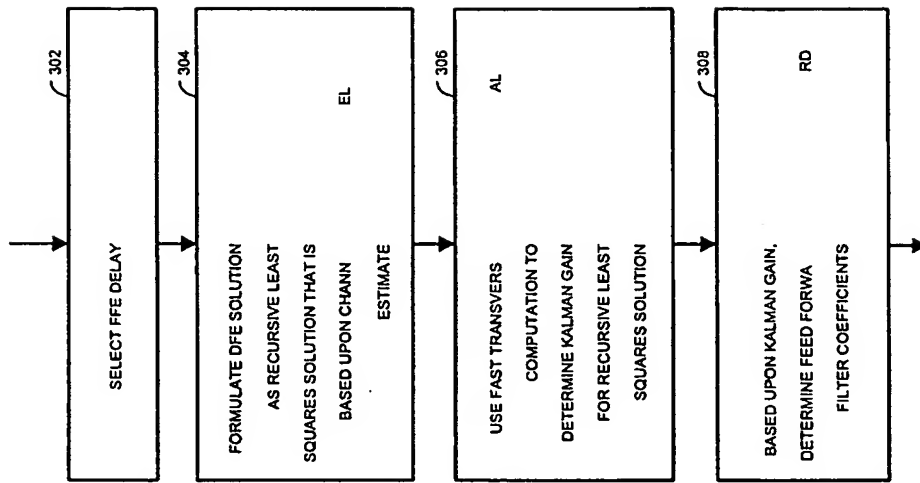 302
SELECT FFE DELAY
304
FORMULATE DFE SOLUTION
AS RECURSIVE LEAST
SQUARES SOLUTION THAT IS
BASED UPON CHANN EL
ESTIMATE
306
USE FAST TRANSVERS AL
COMPUTATION TO
DETERMINE KALMAN GAIN
FOR RECURSIVE LEAST
SQUARES SOLUTION
308
BASED UPON KALMAN GAIN,
DETERMINE FEED FORWA RD
FILTER COEFFICIENTS